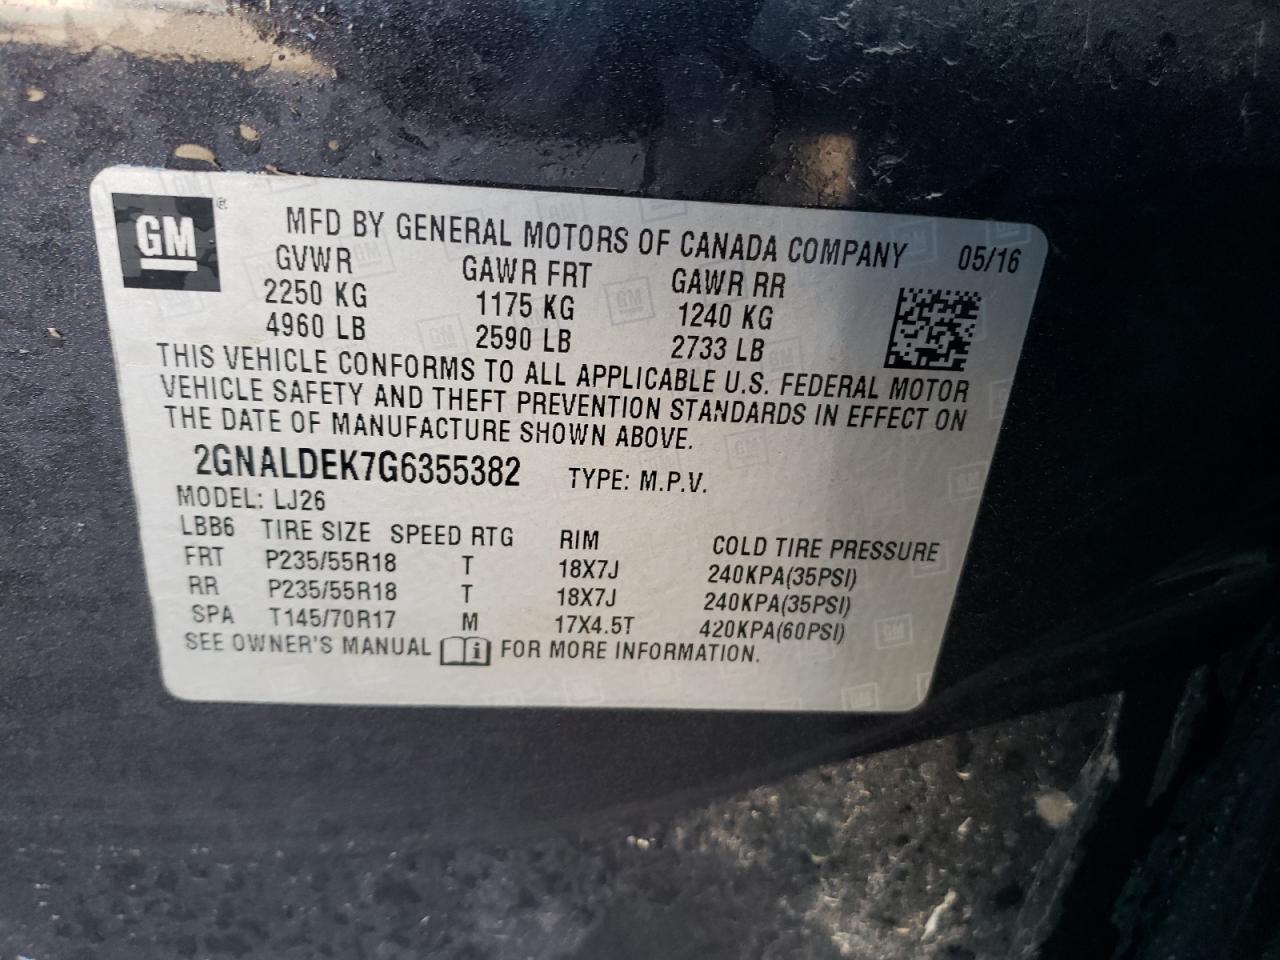 GM ® MFD BY GENERAL MOTORS OF CANADA COMPANY 05/16
GVWR GAWR FRT GAWR RR
2250 KG 1175 KG 1240 KG
4960 LB 2590 LB 2733 LB
THIS VEHICLE CONFORMS TO ALL APPLICABLE U.S. FEDERAL MOTOR
VEHICLE SAFETY AND THEFT PREVENTION STANDARDS IN EFFECT ON
THE DATE OF MANUFACTURE SHOWN ABOVE.
2GNALDEK7G6355382 TYPE: M.P.V.
MODEL: LJ26
LBB6 TIRE SIZE SPEED RTG RIM COLD TIRE PRESSURE
FRT P235/55R18 T 18X7J 240KPA(35PSI)
RR P235/55R18 T 18X7J 240KPA(35PSI)
SPA T145/70R17 M 17X4.5T 420KPA(60PSI)
SEE OWNER'S MANUAL FOR MORE INFORMATION.